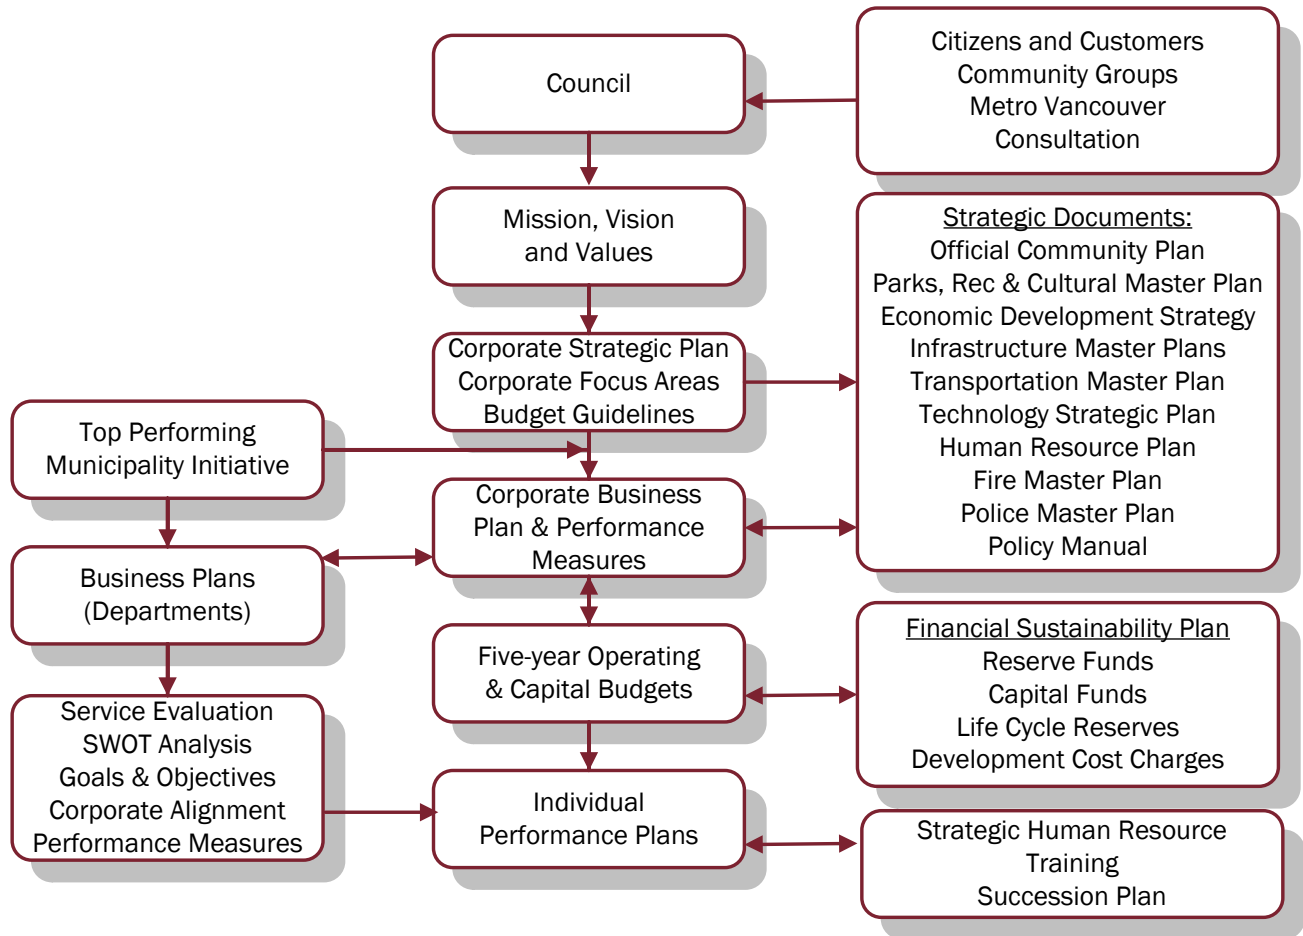 Council
Citizens and Customers
Community Groups
Metro Vancouver
Consultation
Mission, Vision
and Values
Strategic Documents:
Official Community Plan
Parks, Rec & Cultural Master Plan
Economic Development Strategy
Infrastructure Master Plans
Transportation Master Plan
Technology Strategic Plan
Human Resource Plan
Fire Master Plan
Police Master Plan
Policy Manual
Corporate Strategic Plan
Corporate Focus Areas
Budget Guidelines
Top Performing
Municipality Initiative
Corporate Business
Plan & Performance
Measures
Business Plans
(Departments)
Five-year Operating
& Capital Budgets
Financial Sustainability Plan
Reserve Funds
Capital Funds
Life Cycle Reserves
Development Cost Charges
Service Evaluation
SWOT Analysis
Goals & Objectives
Corporate Alignment
Performance Measures
Individual
Performance Plans
Strategic Human Resource
Training
Succession Plan